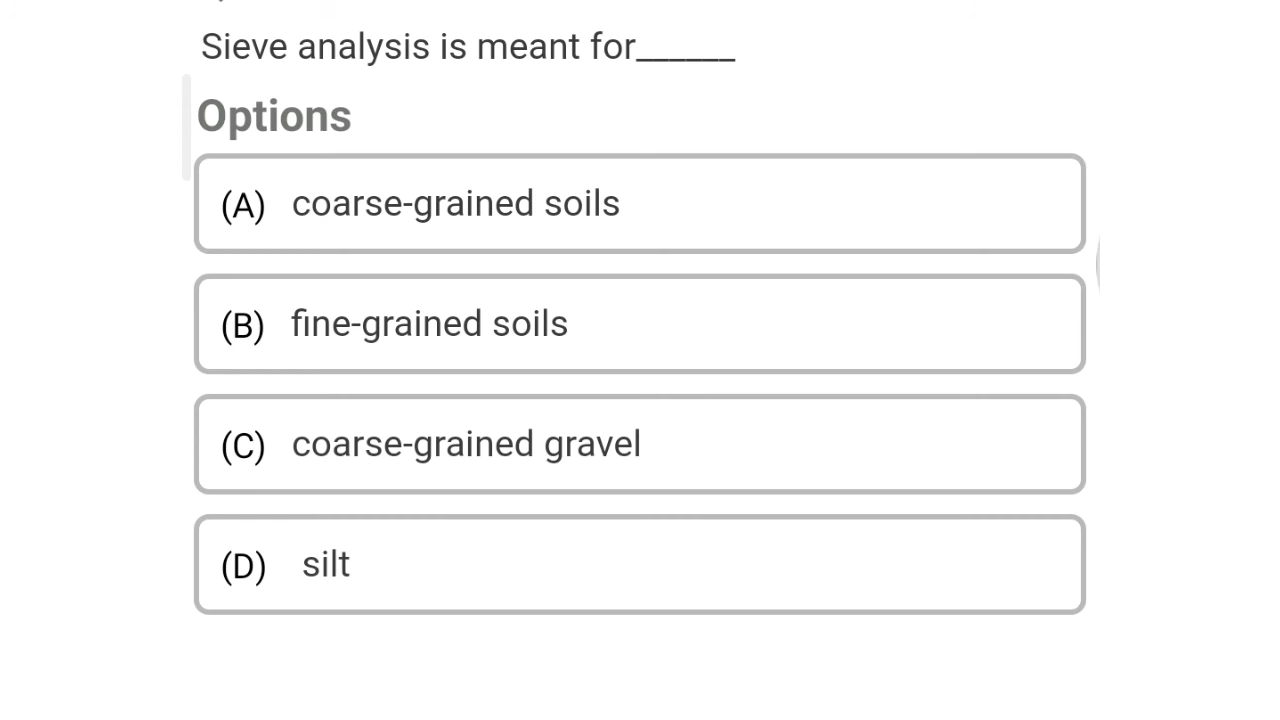 Sieve analysis is meant for______
Options
(A) coarse-grained soils
(B) fine-grained soils
(C) coarse-grained gravel
(D) silt